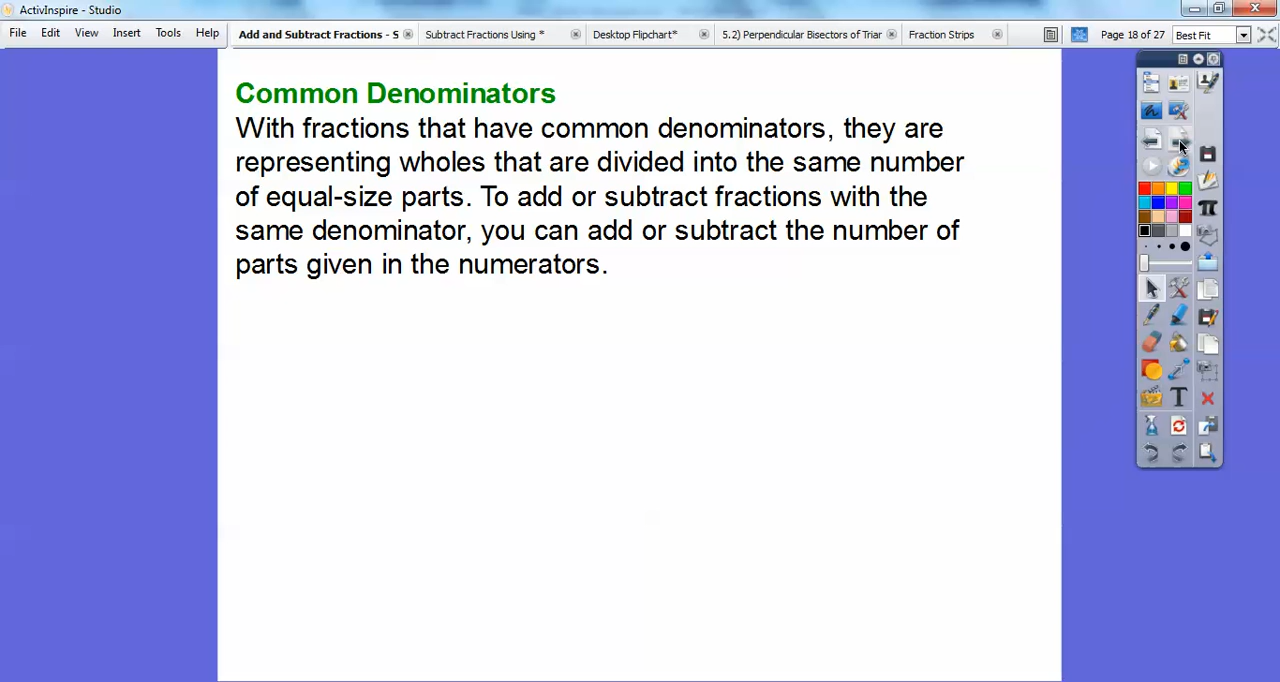 ActivInspire - Studio
File Edit View Insert Tools Help Add and Subtract Fractions - S Subtract Fractions Using * Desktop Flipchart* 5.2) Perpendicular Bisectors of Triar Fraction Strips Page 18 of 27 Best Fit
Common Denominators
With fractions that have common denominators, they are
representing wholes that are divided into the same number
of equal-size parts. To add or subtract fractions with the
same denominator, you can add or subtract the number of
parts given in the numerators.